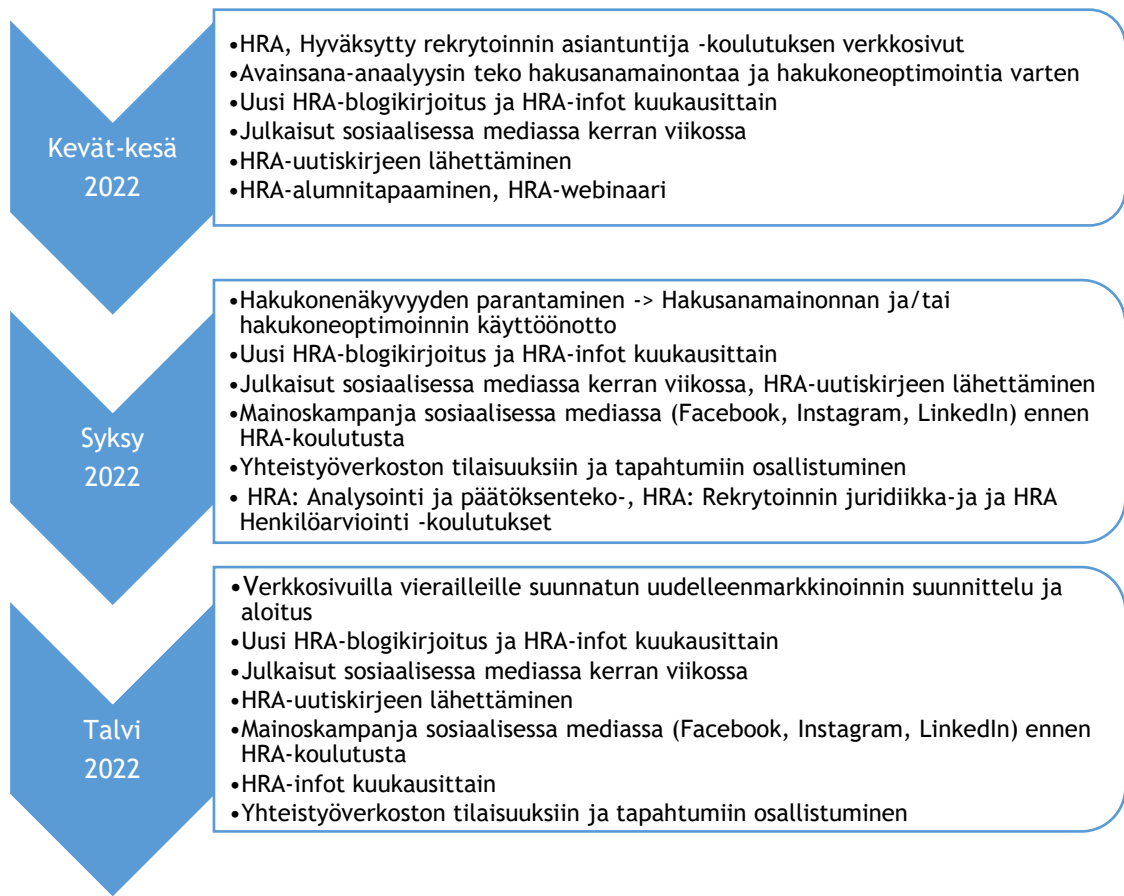 Kevät-kesä
2022
•HRA, Hyväksytty rekrytoinnin asiantuntija -koulutuksen verkkosivut
•Avainsana-anaalyysin teko hakusanamainontaa ja hakukoneoptimointia varten
•Uusi HRA-blogikirjoitus ja HRA-infot kuukausittain
•Julkaisut sosiaalisessa mediassa kerran viikossa
•HRA-uutiskirjeen lähettäminen
•HRA-alumnitapaaminen, HRA-webinaari
Syksy
2022
•Hakukonenäkyvyyden parantaminen -> Hakusanamainonnan ja/tai
hakukoneoptimoinnin käyttöönotto
•Uusi HRA-blogikirjoitus ja HRA-infot kuukausittain
•Julkaisut sosiaalisessa mediassa kerran viikossa, HRA-uutiskirjeen lähettäminen
•Mainoskampanja sosiaalisessa mediassa (Facebook, Instagram, LinkedIn) ennen
HRA-koulutusta
•Yhteistyöverkoston tilaisuuksiin ja tapahtumiin osallistuminen
• HRA: Analysointi ja päätöksenteko-, HRA: Rekrytoinnin juridiikka-ja ja HRA
Henkilöarviointi -koulutukset
Talvi
2022
•Verkkosivuilla vierailleille suunnatun uudelleenmarkkinoinnin suunnittelu ja
aloitus
•Uusi HRA-blogikirjoitus ja HRA-infot kuukausittain
•Julkaisut sosiaalisessa mediassa kerran viikossa
•HRA-uutiskirjeen lähettäminen
•Mainoskampanja sosiaalisessa mediassa (Facebook, Instagram, LinkedIn) ennen
HRA-koulutusta
•HRA-infot kuukausittain
•Yhteistyöverkoston tilaisuuksiin ja tapahtumiin osallistuminen